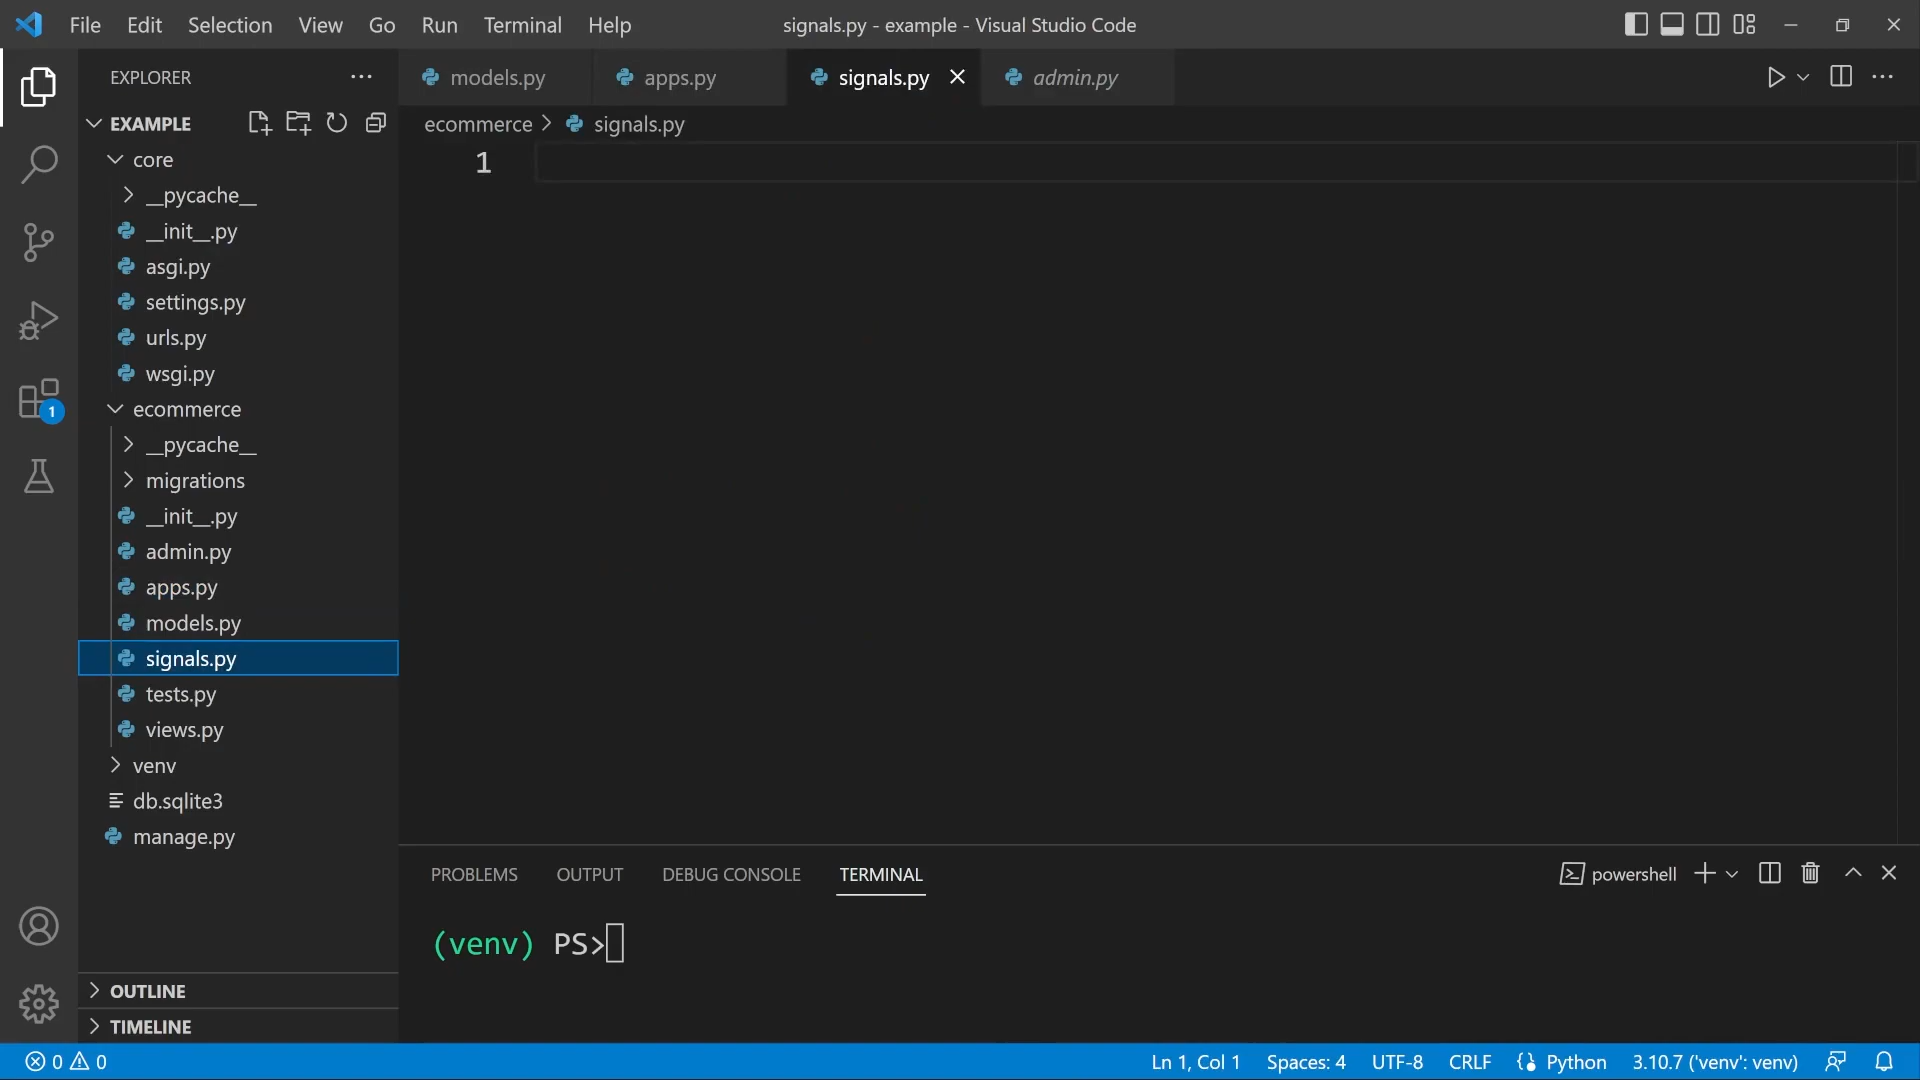 File Edit Selection View Go Run Terminal Help signals.py - example - Visual Studio Code
EXPLORER
models.py apps.py signals.py admin.py
EXAMPLE
ecommerce signals.py
1
core
__pycache__
__init__.py
asgi.py
settings.py
urls.py
wsgi.py
ecommerce
1
__pycache__
migrations
__init__.py
admin.py
apps.py
models.py
signals.py
tests.py
views.py
venv
db.sqlite3
manage.py
PROBLEMS OUTPUT DEBUG CONSOLE TERMINAL powershell
(venv) PS>
OUTLINE
TIMELINE
0 0 Ln 1, Col 1 Spaces: 4 UTF-8 CRLF Python 3.10.7 ('venv': venv)